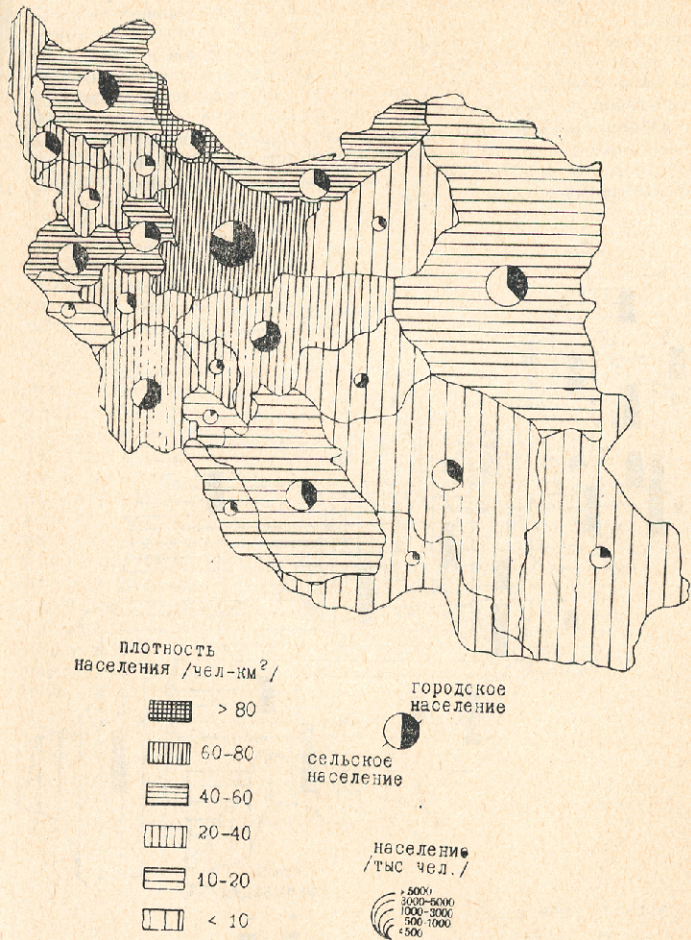 плотность
населения /чел-км²/
> 80
60-80
40-60
20-40
10-20
< 10
городское
население
сельское
население
население
/тыс чел./
>5000
3000-5000
1000-3000
500-1000
<500